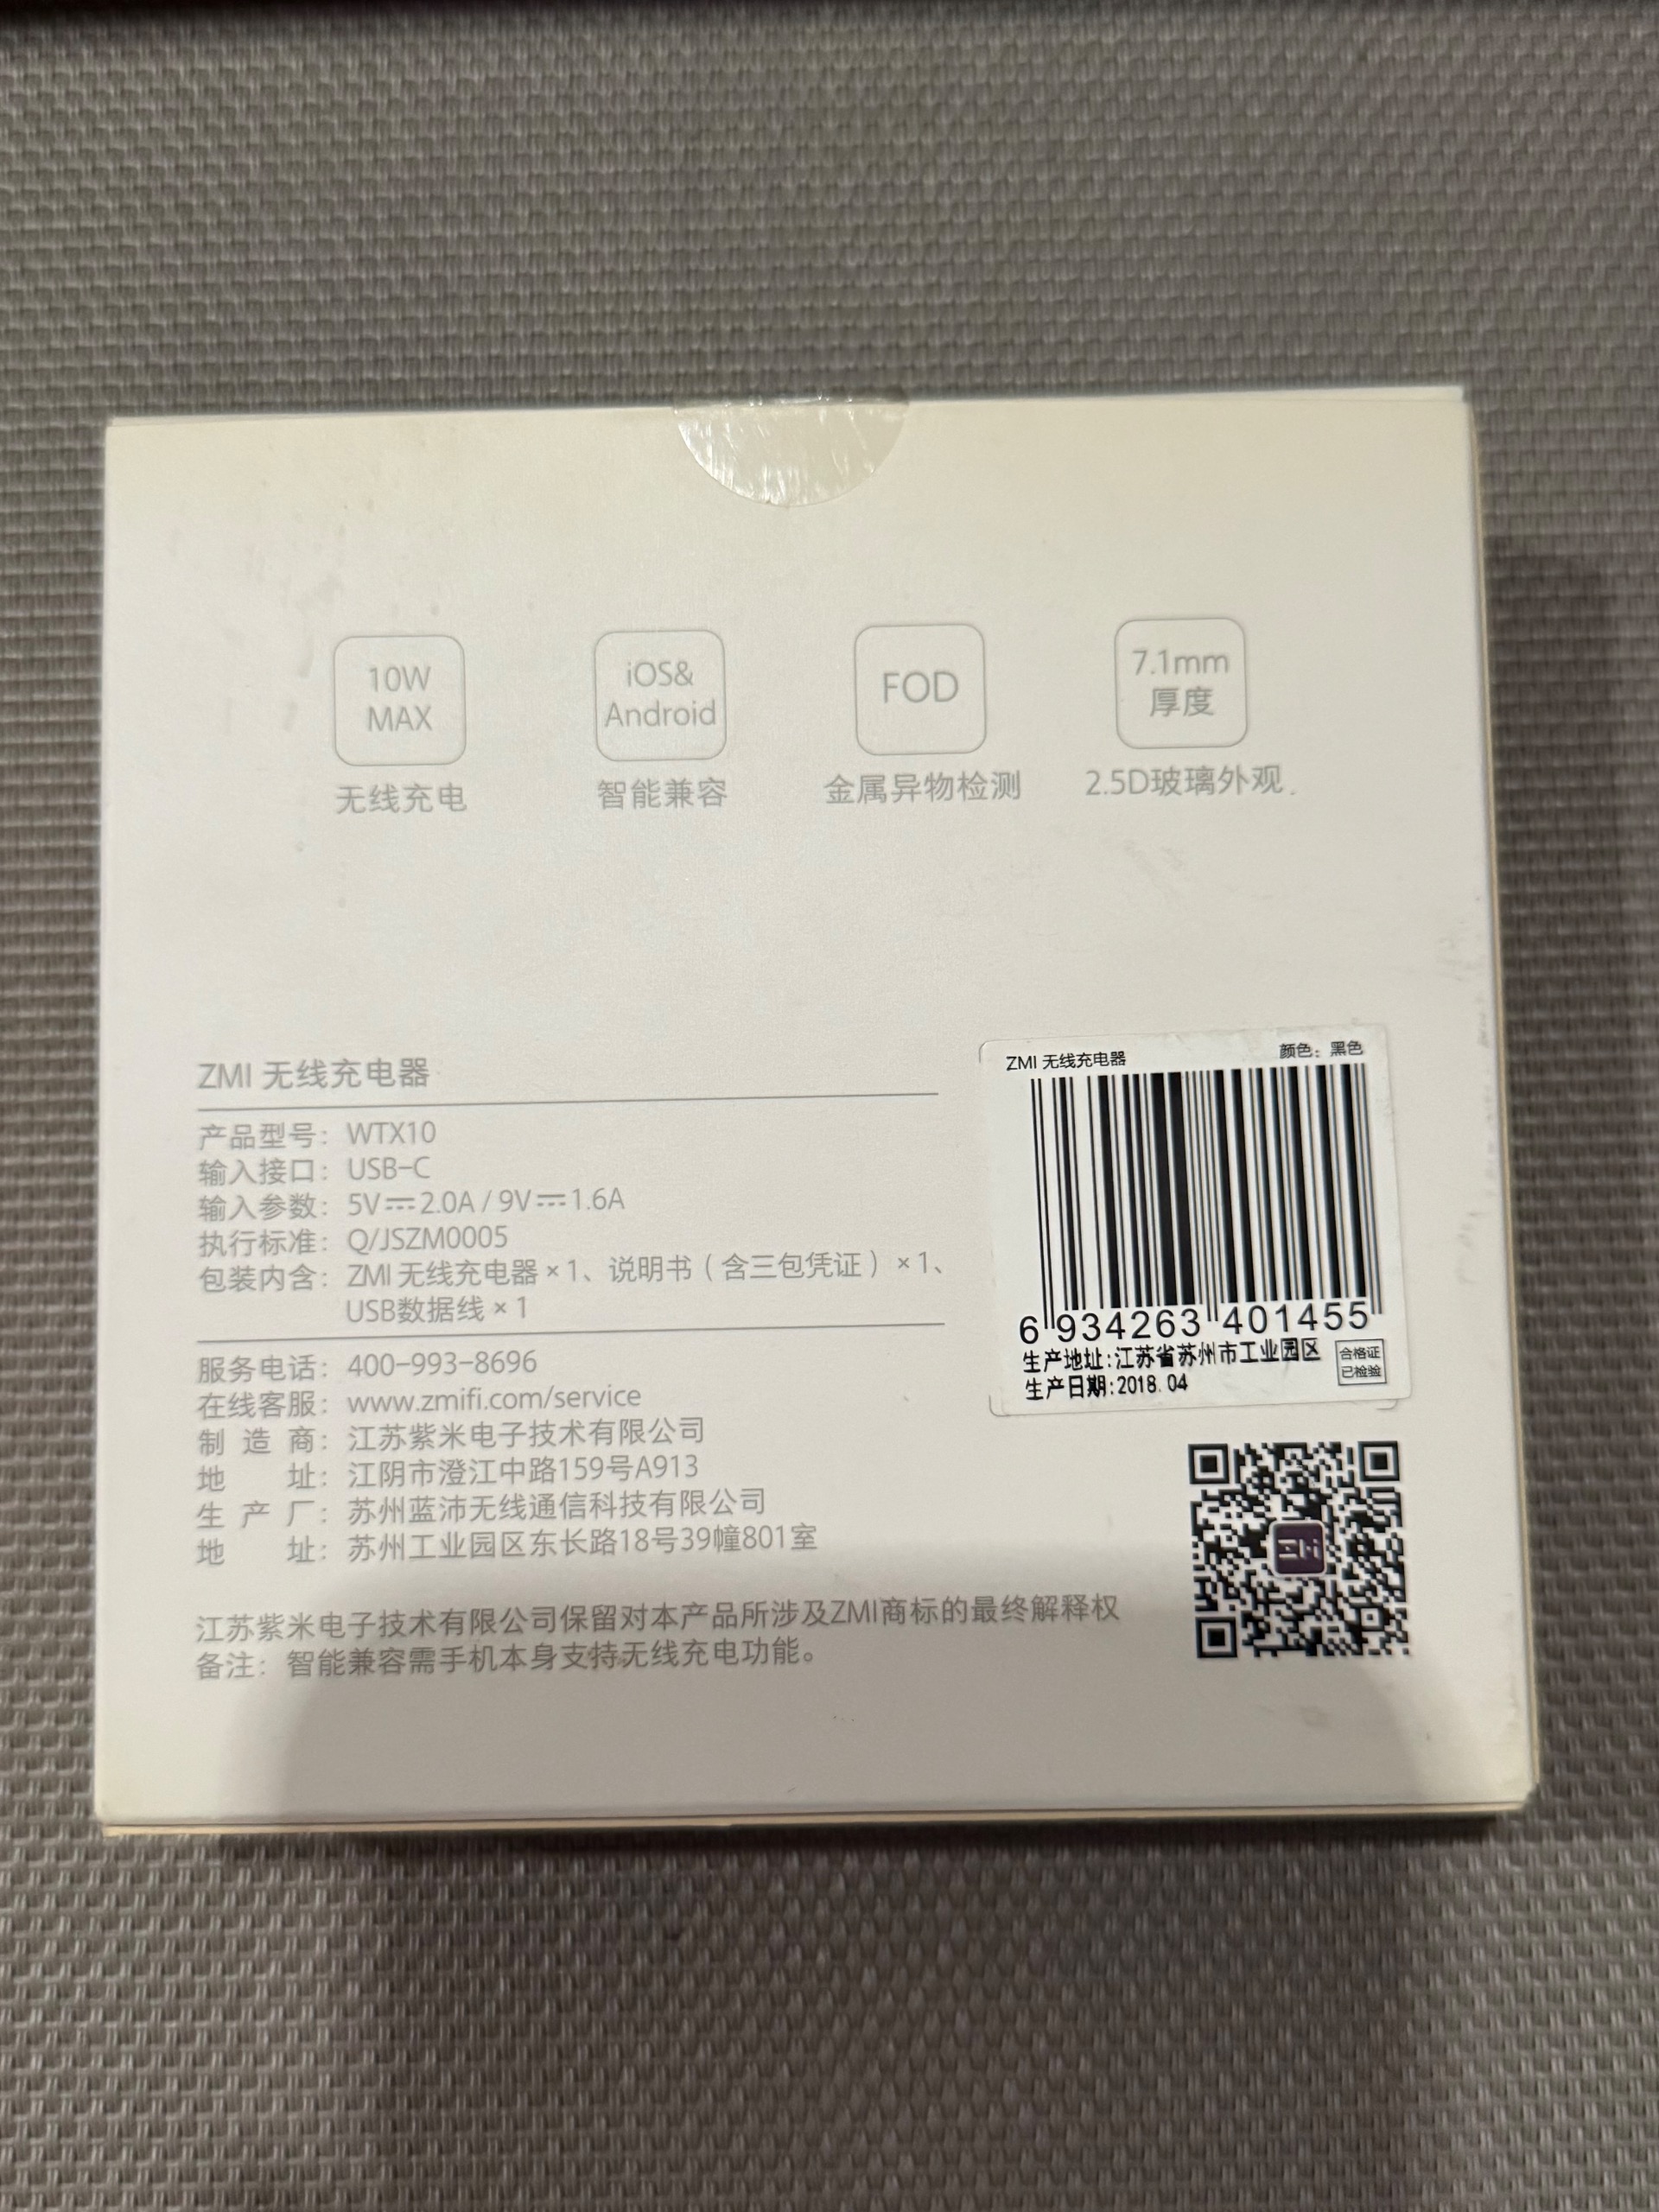 10W
MAX
无线充电
iOS&
Android
智能兼容
FOD
金属异物检测
7.1mm
厚度
2.5D玻璃外观
ZMI 无线充电器
产品型号：WTX10
输入接口：USB-C
输入参数：5V⎓2.0A / 9V⎓1.6A
执行标准：Q/JSZM0005
包装内含：ZMI 无线充电器 × 1、说明书（含三包凭证）× 1、
USB数据线 × 1
服务电话：400-993-8696
在线客服：www.zmifi.com/service
制 造 商：江苏紫米电子技术有限公司
地 址：江阴市澄江中路159号A913
生 产 厂：苏州蓝沛无线通信科技有限公司
地 址：苏州工业园区东长路18号39幢801室
江苏紫米电子技术有限公司保留对本产品所涉及ZMI商标的最终解释权
备注：智能兼容需手机本身支持无线充电功能。
ZMI 无线充电器 颜色：黑色
6 934263 401455
生产地址:江苏省苏州市工业园区
生产日期:2018.04
合格证
已检验